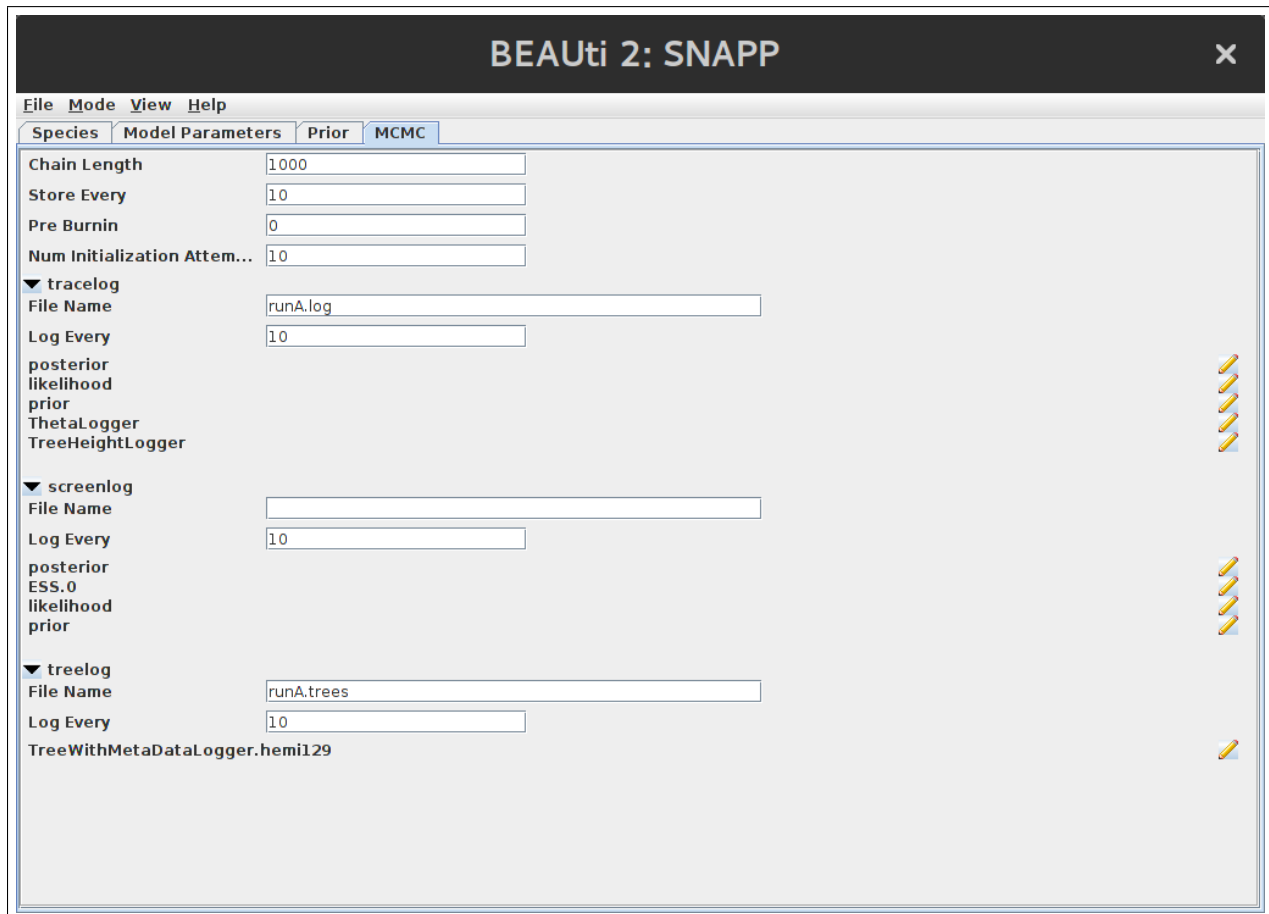 BEAUti 2: SNAPP
File Mode View Help
Species Model Parameters Prior MCMC
Chain Length 1000
Store Every 10
Pre Burnin 0
Num Initialization Attem... 10
tracelog
File Name runA.log
Log Every 10
posterior
likelihood
prior
ThetaLogger
TreeHeightLogger
screenlog
File Name
Log Every 10
posterior
ESS.0
likelihood
prior
treelog
File Name runA.trees
Log Every 10
TreeWithMetaDataLogger.hemi129